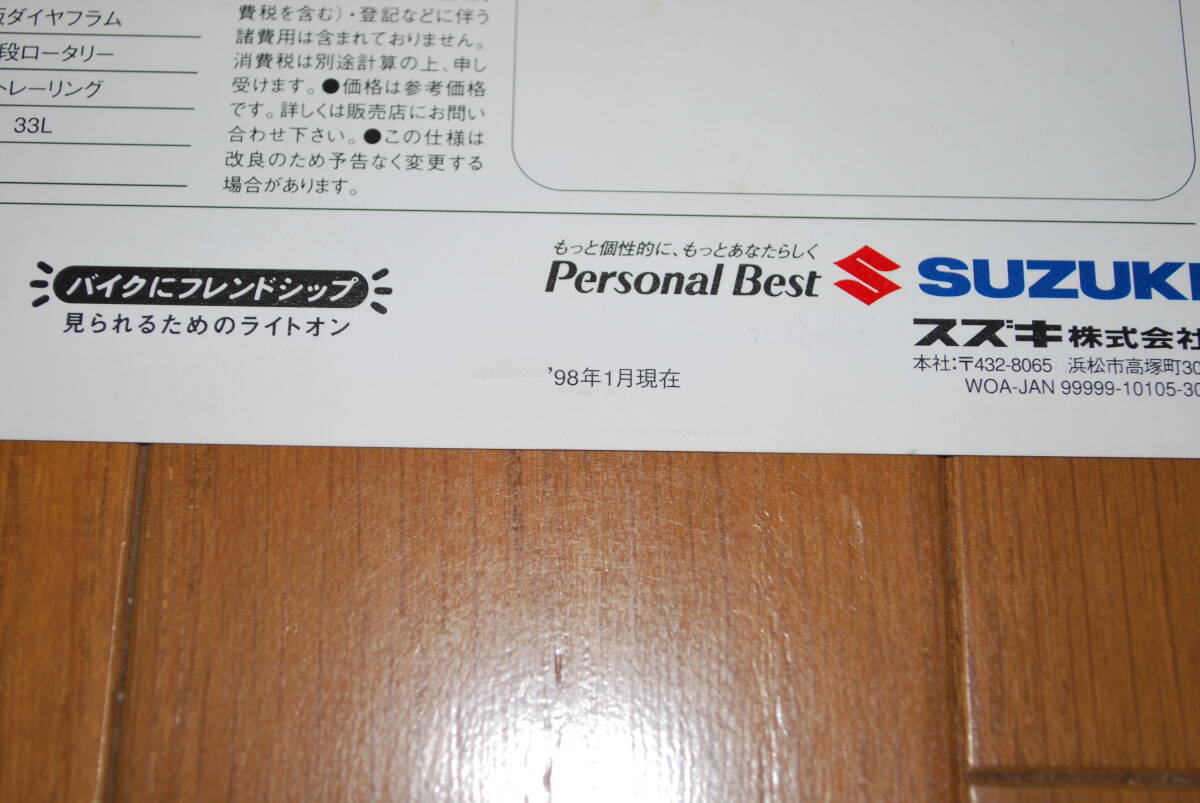 板ダイヤフラム
段ロータリー
トレーリング
33L
費税を含む)・登記などに伴う
諸費用は含まれておりません。
消費税は別途計算の上、申し
受けます。●価格は参考価格
です。詳しくは販売店にお問い
合わせ下さい。●この仕様は
改良のため予告なく変更する
場合があります。
バイクにフレンドシップ
見られるためのライトオン
もっと個性的に、もっとあなたらしく
Personal Best
SUZUKI
スズキ株式会社
本社:〒432-8065 浜松市高塚町30
'98年1月現在
WOA-JAN 99999-10105-30